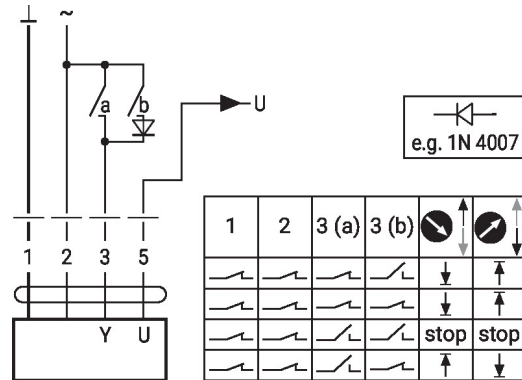 ~
a b
U
e.g. 1N 4007
1 2 3 5
Y U
1 2 3 (a) 3 (b)
stop stop